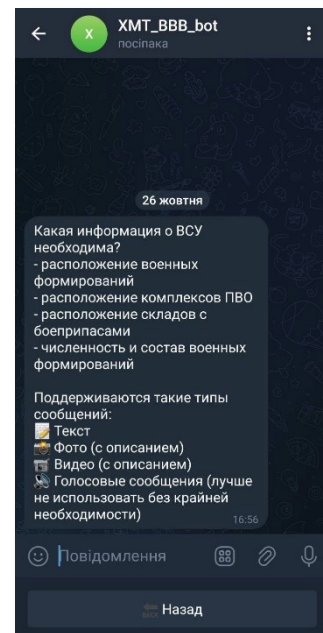 X
XMT_BBB_bot
посіпака
26 жовтня
Какая информация о ВСУ
необходима?
- расположение военных
формирований
- расположение комплексов ПВО
- расположение складов с
боеприпасами
- численность и состав военных
формирований
Поддерживаются такие типы
сообщений:
Текст
Фото (с описанием)
Видео (с описанием)
Голосовые сообщения (лучше
не использовать без крайней
необходимости)
16:56
Повідомлення
Назад